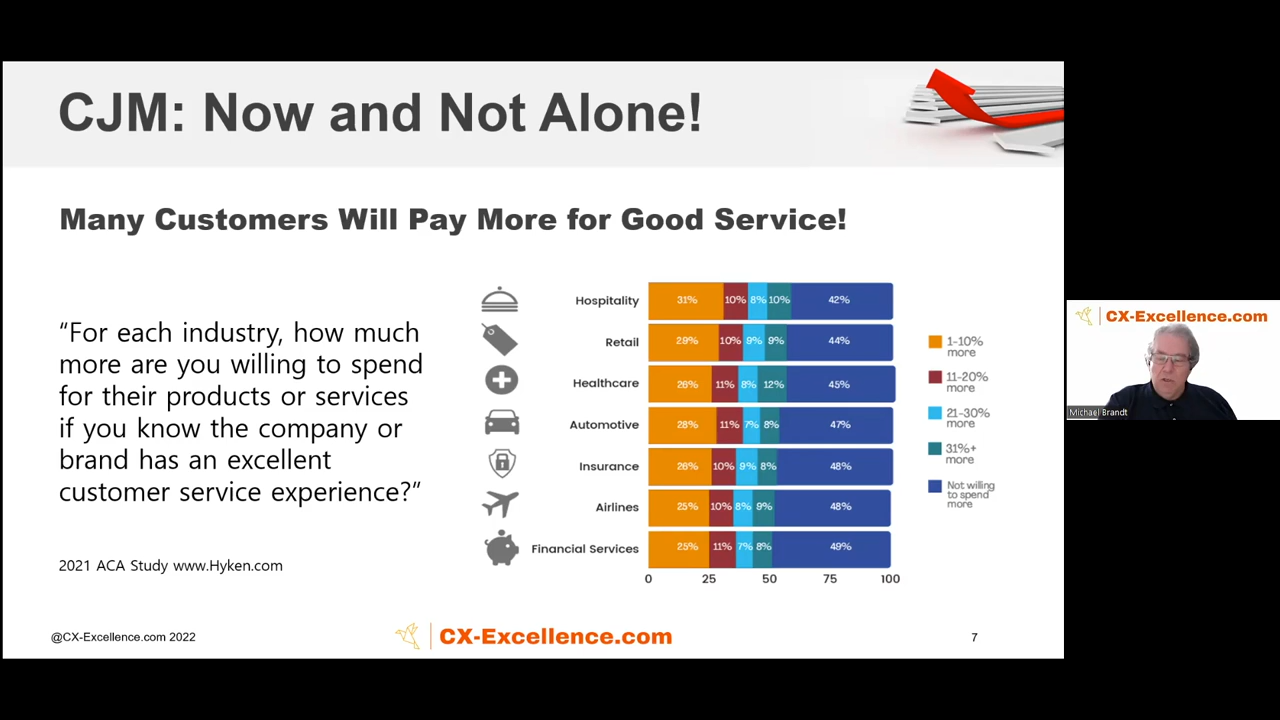 CJM: Now and Not Alone!
Many Customers Will Pay More for Good Service!
“For each industry, how much
more are you willing to spend
for their products or services
if you know the company or
brand has an excellent
customer service experience?”
2021 ACA Study www.Hyken.com
Hospitality 31% 10% 8% 10% 42%
Retail 29% 10% 9% 9% 44%
Healthcare 26% 11% 8% 12% 45%
Automotive 28% 11% 7% 8% 47%
Insurance 26% 10% 9% 8% 48%
Airlines 25% 10% 8% 9% 48%
Financial Services 25% 11% 7% 8% 49%
0 25 50 75 100
1-10%
more
11-20%
more
21-30%
more
31%+
more
Not willing
to spend
more
@CX-Excellence.com 2022
CX-Excellence.com
7
CX-Excellence.com
Michael Brandt